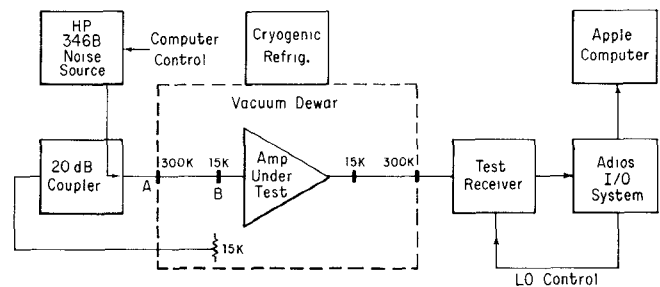 HP
346B
Noise
Source
Computer
Control
Cryogenic
Refrig.
Apple
Computer
Vacuum Dewar
20 dB
Coupler
A
300K
15K
B
Amp
Under
Test
15K
300K
Test
Receiver
Adios
I/O
System
15K
LO Control